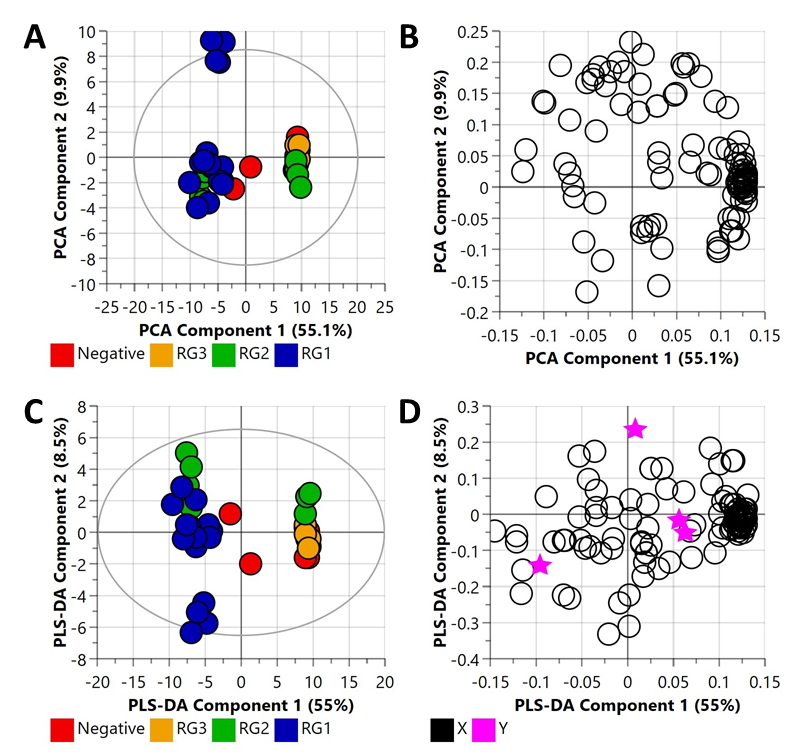 A
PCA Component 2 (9.9%)
10
8
6
4
2
0
-2
-4
-6
-8
-10
-25 -20 -15 -10 -5 0 5 10 15 20 25
PCA Component 1 (55.1%)
Negative RG3 RG2 RG1
B
PCA Component 2 (9.9%)
0.25
0.2
0.15
0.1
0.05
0
-0.05
-0.1
-0.15
-0.2
-0.15 -0.1 -0.05 0 0.05 0.1 0.15
PCA Component 1 (55.1%)
C
PLS-DA Component 2 (8.5%)
8
6
4
2
0
-2
-4
-6
-8
-20 -15 -10 -5 0 5 10 15 20
PLS-DA Component 1 (55%)
Negative RG3 RG2 RG1
D
PLS-DA Component 2 (8.5%)
0.3
0.2
0.1
0
-0.1
-0.2
-0.3
-0.4
-0.15 -0.1 -0.05 0 0.05 0.1 0.15
PLS-DA Component 1 (55%)
X Y